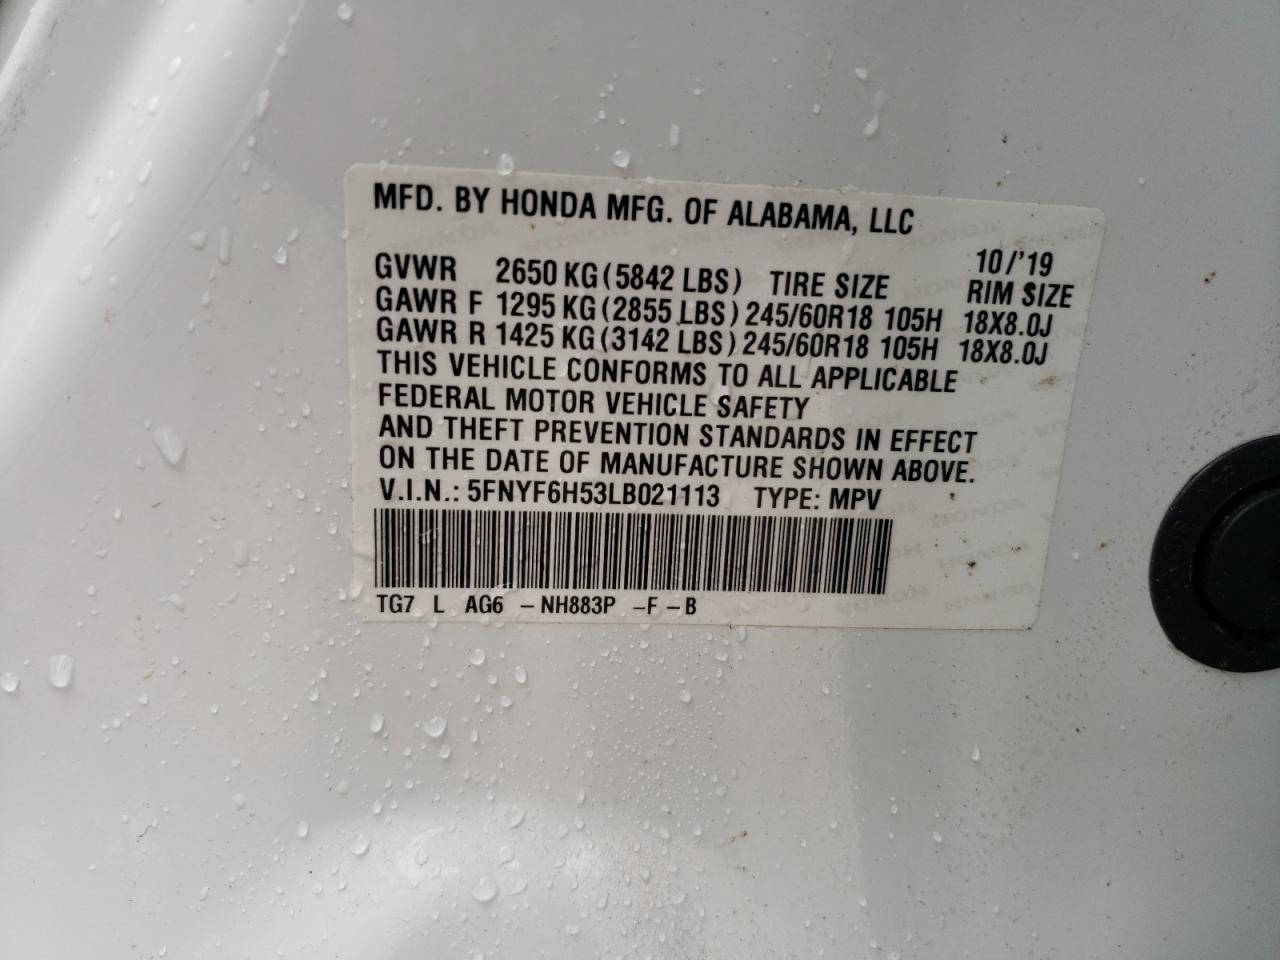 MFD. BY HONDA MFG. OF ALABAMA, LLC
10/'19
GVWR 2650 KG (5842 LBS) TIRE SIZE RIM SIZE
GAWR F 1295 KG (2855 LBS) 245/60R18 105H 18X8.0J
GAWR R 1425 KG (3142 LBS) 245/60R18 105H 18X8.0J
THIS VEHICLE CONFORMS TO ALL APPLICABLE
FEDERAL MOTOR VEHICLE SAFETY
AND THEFT PREVENTION STANDARDS IN EFFECT
ON THE DATE OF MANUFACTURE SHOWN ABOVE.
V.I.N.: 5FNYF6H53LB021113 TYPE: MPV
TG7 L AG6 – NH883P – F – B